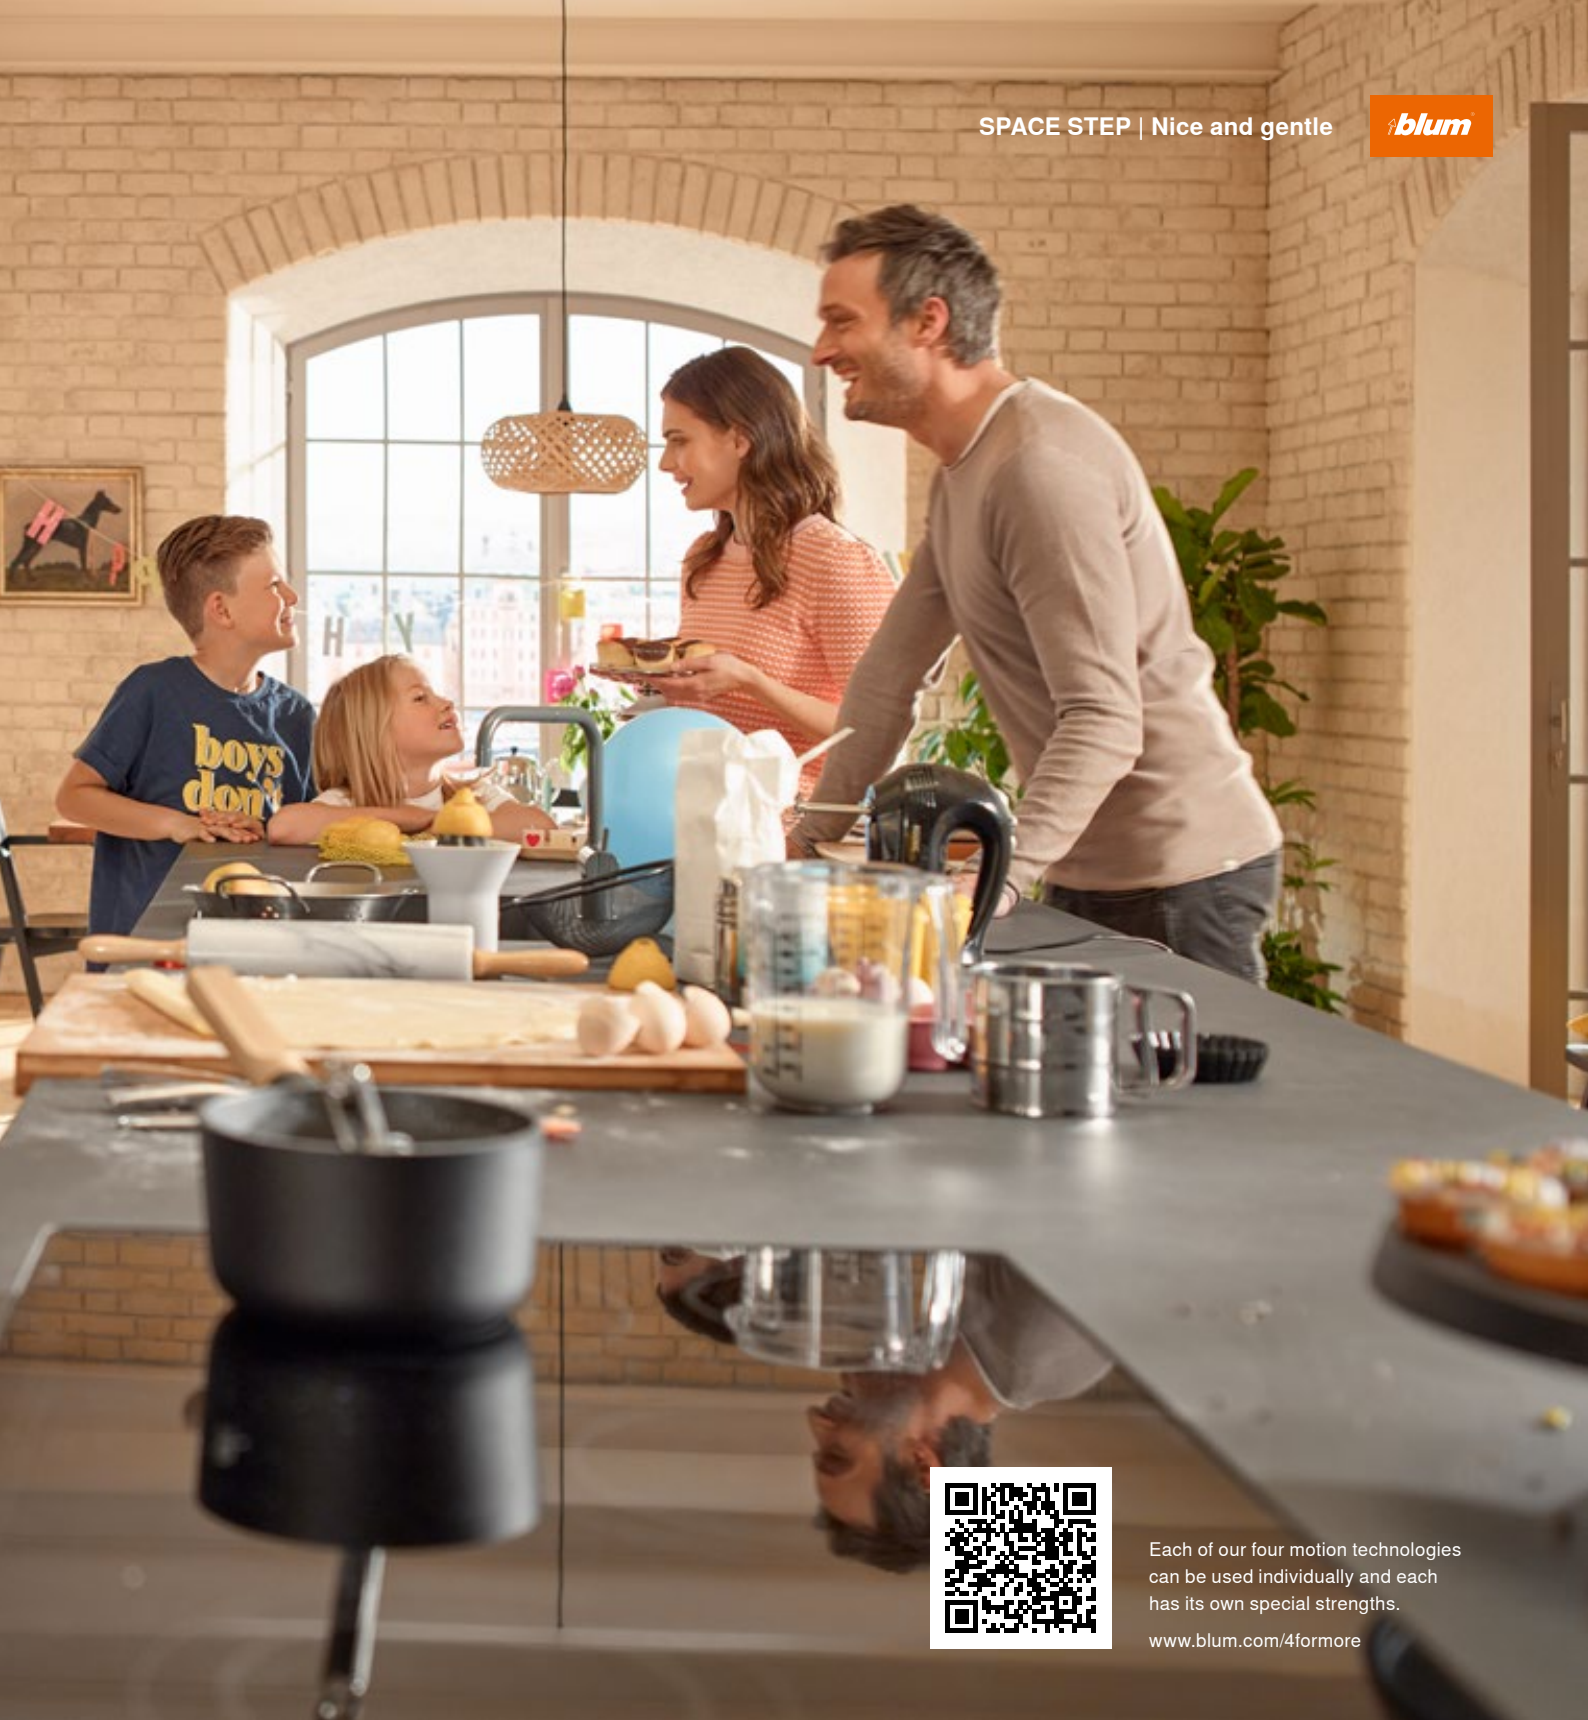 SPACE STEP | Nice and gentle
blum
H
P
A
H Y
boys
don't
Each of our four motion technologies
can be used individually and each
has its own special strengths.
www.blum.com/4formore